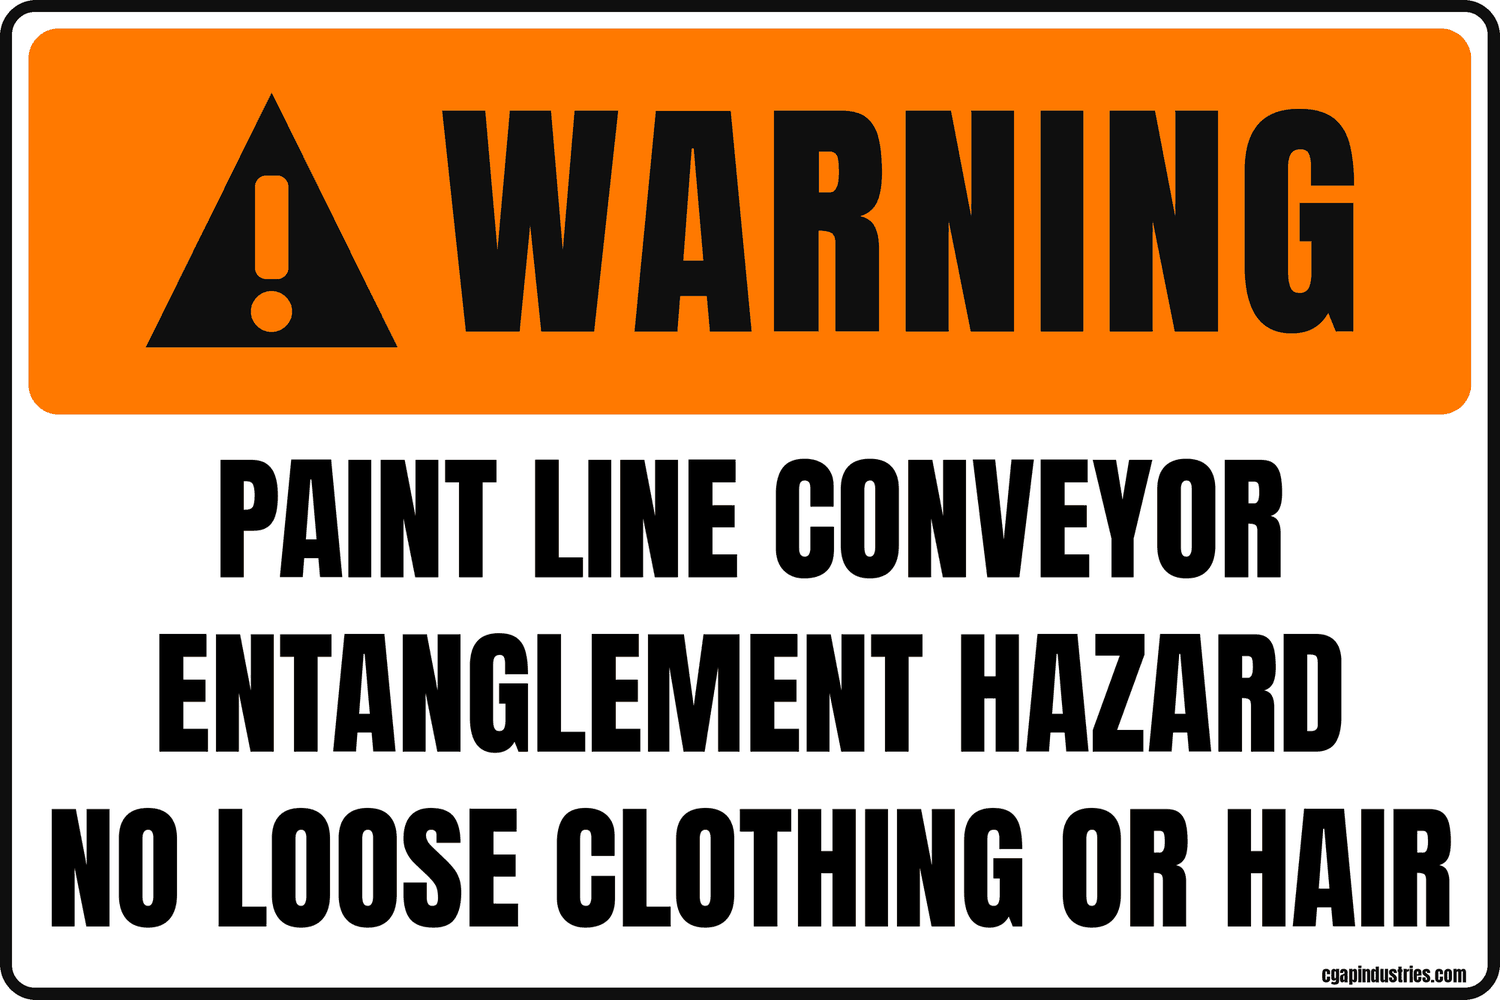 WARNING
PAINT LINE CONVEYOR
ENTANGLEMENT HAZARD
NO LOOSE CLOTHING OR HAIR
cgapindustries.com